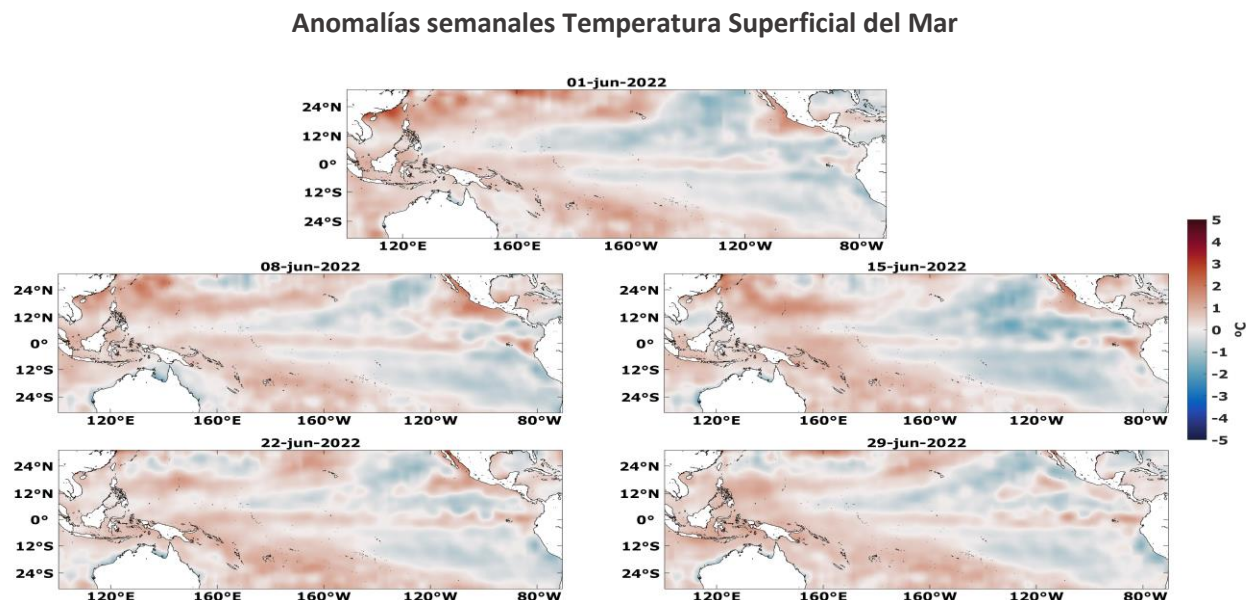 Anomalías semanales Temperatura Superficial del Mar
01-jun-2022
24°N
12°N
0°
12°S
24°S
120°E 160°E 160°W 120°W 80°W
08-jun-2022
24°N
12°N
0°
12°S
24°S
120°E 160°E 160°W 120°W 80°W
15-jun-2022
24°N
12°N
0°
12°S
24°S
120°E 160°E 160°W 120°W 80°W
5
4
3
2
1
0
-1
-2
-3
-4
-5
ºC
22-jun-2022
24°N
12°N
0°
12°S
24°S
120°E 160°E 160°W 120°W 80°W
29-jun-2022
24°N
12°N
0°
12°S
24°S
120°E 160°E 160°W 120°W 80°W